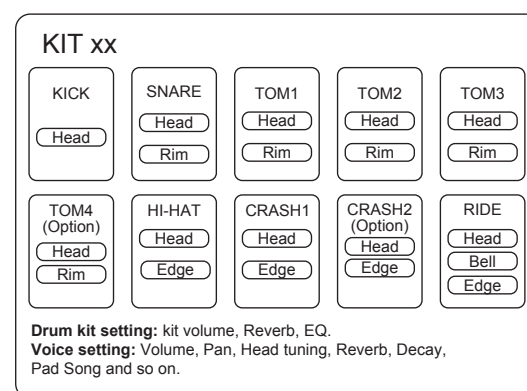 KIT xx
KICK
Head
SNARE
Head
Rim
TOM1
Head
Rim
TOM2
Head
Rim
TOM3
Head
Rim
TOM4
(Option)
Head
Rim
HI-HAT
Head
Edge
CRASH1
Head
Edge
CRASH2
(Option)
Head
Edge
RIDE
Head
Bell
Edge
Drum kit setting: kit volume, Reverb, EQ.
Voice setting: Volume, Pan, Head tuning, Reverb, Decay,
Pad Song and so on.